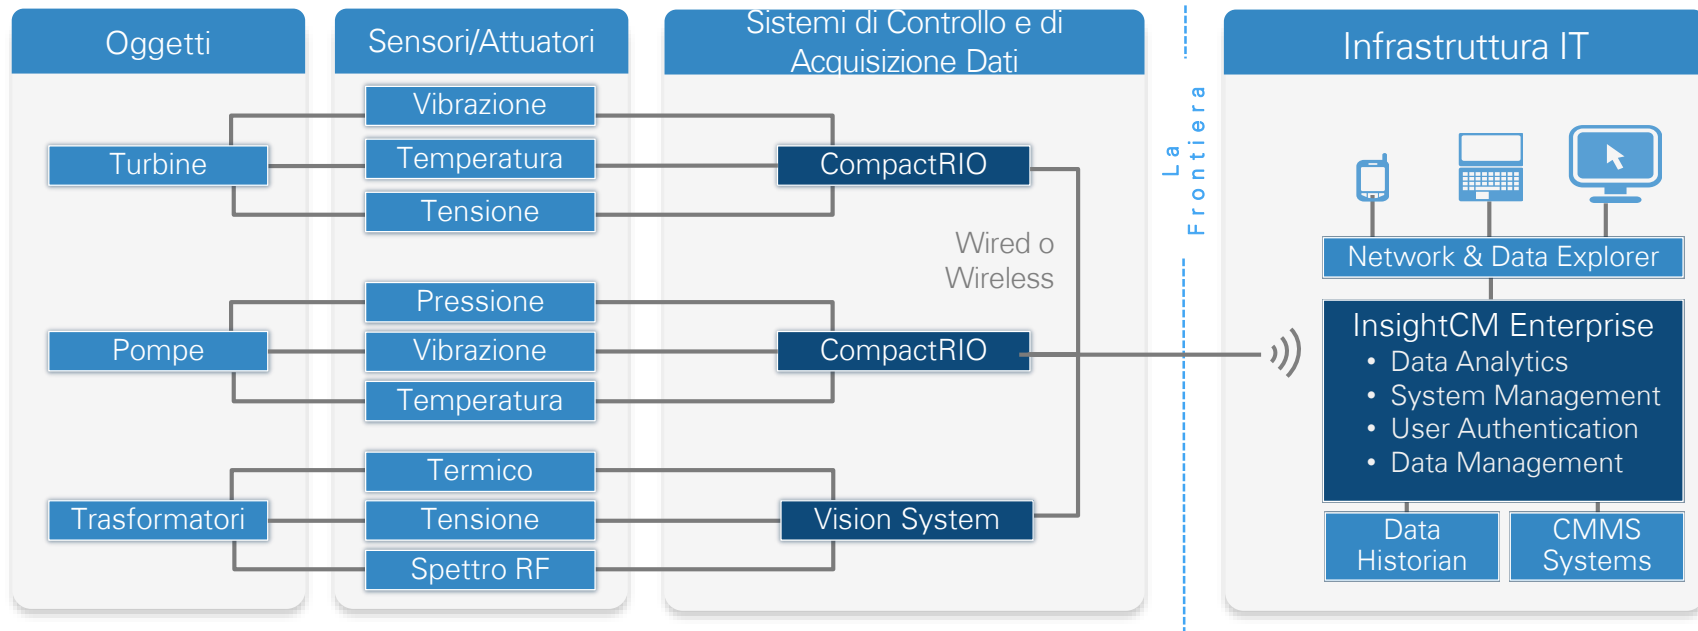 Oggetti
Sensori/Attuatori
Sistemi di Controllo e di
Acquisizione Dati
Infrastruttura IT
Turbine
Vibrazione
Temperatura
Tensione
CompactRIO
Pompe
Pressione
Vibrazione
Temperatura
CompactRIO
Trasformatori
Termico
Tensione
Spettro RF
Vision System
Wired o
Wireless
La
Frontiera
Network & Data Explorer
InsightCM Enterprise
• Data Analytics
• System Management
• User Authentication
• Data Management
Data
Historian
CMMS
Systems